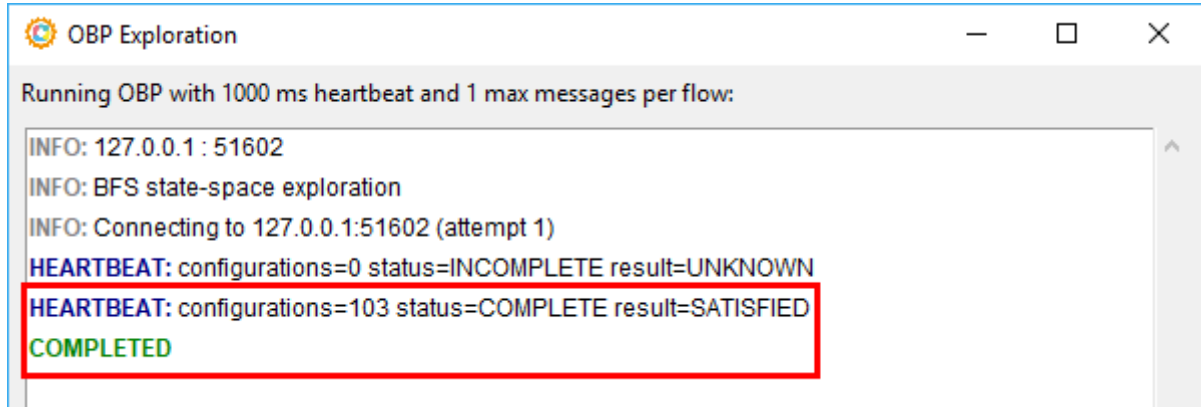 OBP Exploration
Running OBP with 1000 ms heartbeat and 1 max messages per flow:
INFO: 127.0.0.1 : 51602
INFO: BFS state-space exploration
INFO: Connecting to 127.0.0.1:51602 (attempt 1)
HEARTBEAT: configurations=0 status=INCOMPLETE result=UNKNOWN
HEARTBEAT: configurations=103 status=COMPLETE result=SATISFIED
COMPLETED